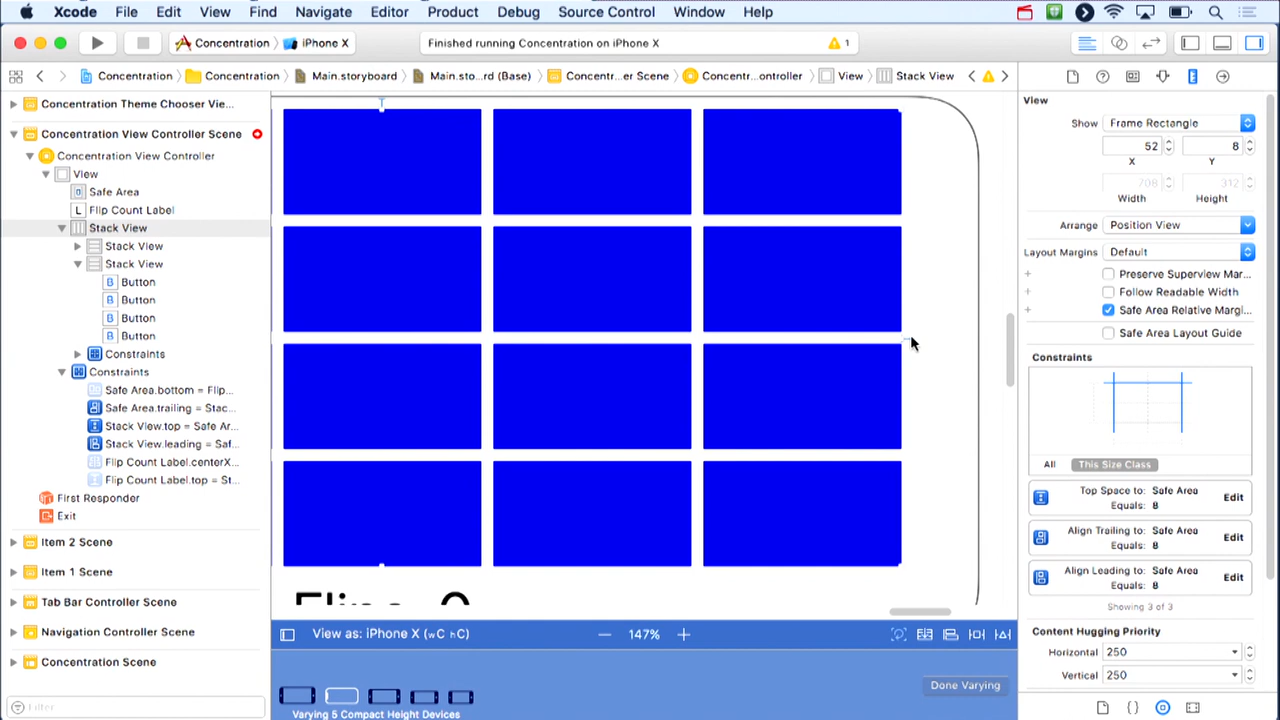 Xcode File Edit View Find Navigate Editor Product Debug Source Control Window Help
Concentration iPhone X Finished running Concentration on iPhone X 1
Concentration Concentration Main.storyboard Main.sto...rd (Base) Concentr...er Scene Concentr...ontroller View Stack View
Concentration Theme Chooser Vie...
Concentration View Controller Scene
Concentration View Controller
View
Safe Area
L Flip Count Label
Stack View
Stack View
Stack View
B Button
B Button
B Button
B Button
Constraints
Constraints
Safe Area.bottom = Flip...
Safe Area.trailing = Stac...
Stack View.top = Safe Ar...
Stack View.leading = Saf...
Flip Count Label.centerX...
Flip Count Label.top = St...
First Responder
Exit
Item 2 Scene
Item 1 Scene
Tab Bar Controller Scene
Navigation Controller Scene
Concentration Scene
Filter
View as: iPhone X (wC hC) 147%
Done Varying
Varying 5 Compact Height Devices
View
Show Frame Rectangle
52 8
X Y
708 312
Width Height
Arrange Position View
Layout Margins Default
Preserve Superview Mar...
Follow Readable Width
Safe Area Relative Margi...
Safe Area Layout Guide
Constraints
All This Size Class
Top Space to: Safe Area
Equals: 8 Edit
Align Trailing to: Safe Area
Equals: 8 Edit
Align Leading to: Safe Area
Equals: 8 Edit
Showing 3 of 3
Content Hugging Priority
Horizontal 250
Vertical 250